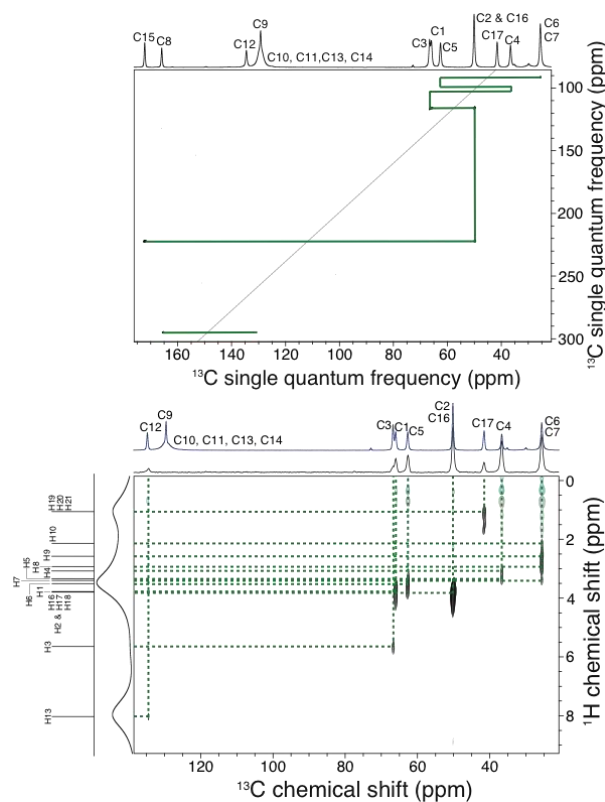 C9
C2 & C16
C6
C7
C15 C8
C12
C1
C3
C5
C17 C4
C10, C11,C13, C14
100
150
200
250
300
13C single quantum frequency (ppm)
160 140 120 100 80 60 40
13C single quantum frequency (ppm)
C2
C16
C9
C12
C3 C1
C5
C17 C4
C6
C7
C10, C11, C13, C14
H19
H20
H21
H10
H9
H8
H5
H4
H7
H6
H1
H16
H17
H18
H2 &
H3
H13
0
2
4
6
8
1H chemical shift (ppm)
120 100 80 60 40
13C chemical shift (ppm)